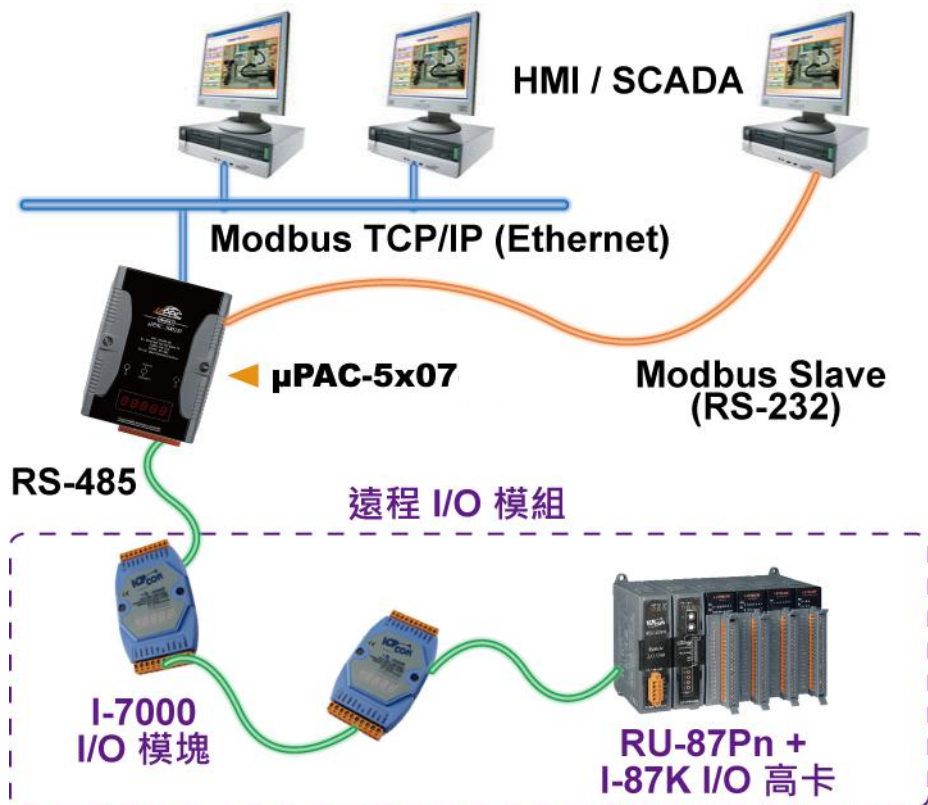 HMI / SCADA
Modbus TCP/IP (Ethernet)
µPAC-5x07
Modbus Slave
(RS-232)
RS-485
遠程 I/O 模組
I-7000
I/O 模塊
RU-87Pn +
I-87K I/O 高卡